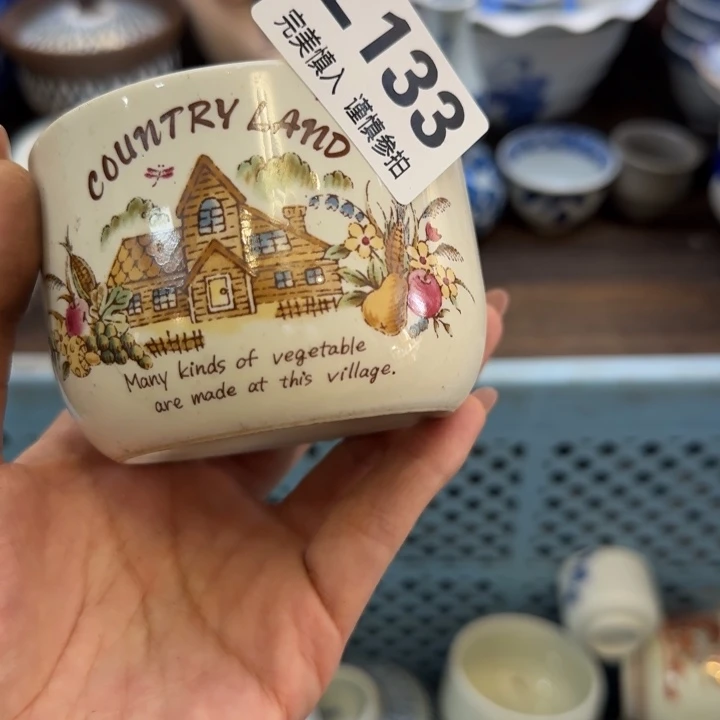 133
完美慎入 谨慎参拍
COUNTRY LAND
Many kinds of vegetable
are made at this village.